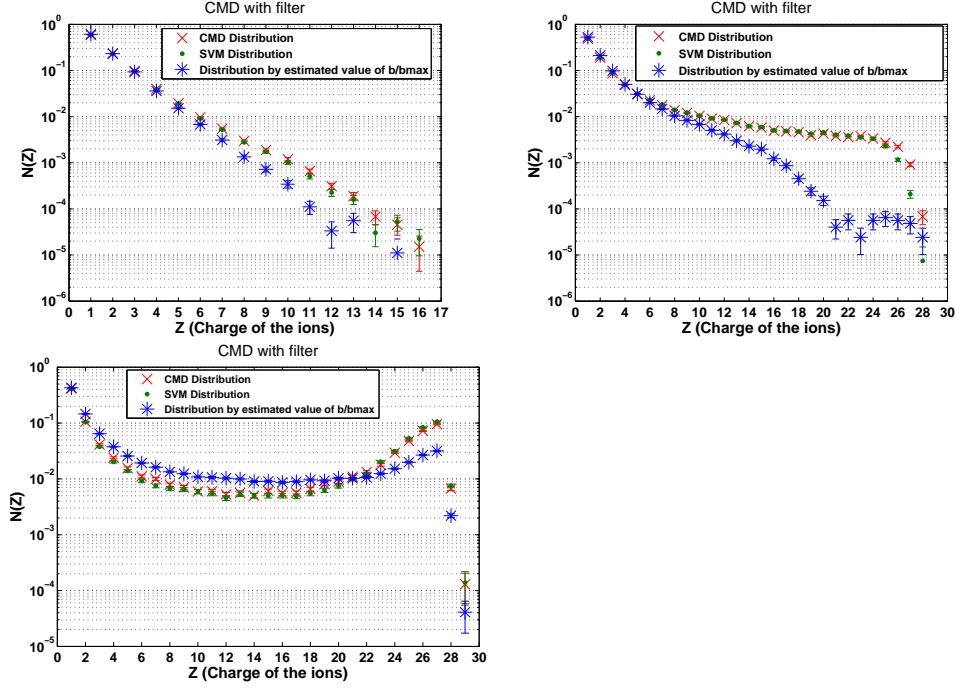 CMD with filter
10^0
10^−1
10^−2
10^−3
10^−4
10^−5
10^−6
N(Z)
CMD Distribution
SVM Distribution
Distribution by estimated value of b/bmax
0 1 2 3 4 5 6 7 8 9 10 11 12 13 14 15 16 17
Z (Charge of the ions)
CMD with filter
10^0
10^−1
10^−2
10^−3
10^−4
10^−5
10^−6
N(Z)
CMD Distribution
SVM Distribution
Distribution by estimated value of b/bmax
0 2 4 6 8 10 12 14 16 18 20 22 24 26 28 30
Z (Charge of the ions)
CMD with filter
10^0
10^−1
10^−2
10^−3
10^−4
10^−5
N(Z)
CMD Distribution
SVM Distribution
Distribution by estimated value of b/bmax
0 2 4 6 8 10 12 14 16 18 20 22 24 26 28 30
Z (Charge of the ions)